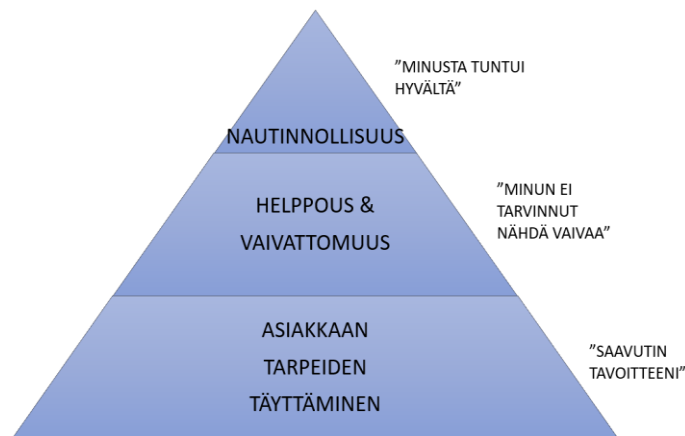 ”MINUSTA TUNTUI
HYVÄLTÄ”
NAUTINNOLLISUUS
HELPPOUS &
VAIVATTOMUUS
”MINUN EI
TARVINNUT
NÄHDÄ VAIVAA”
ASIAKKAAN
TARPEIDEN
TÄYTTÄMINEN
”SAAVUTIN
TAVOITTEENI”